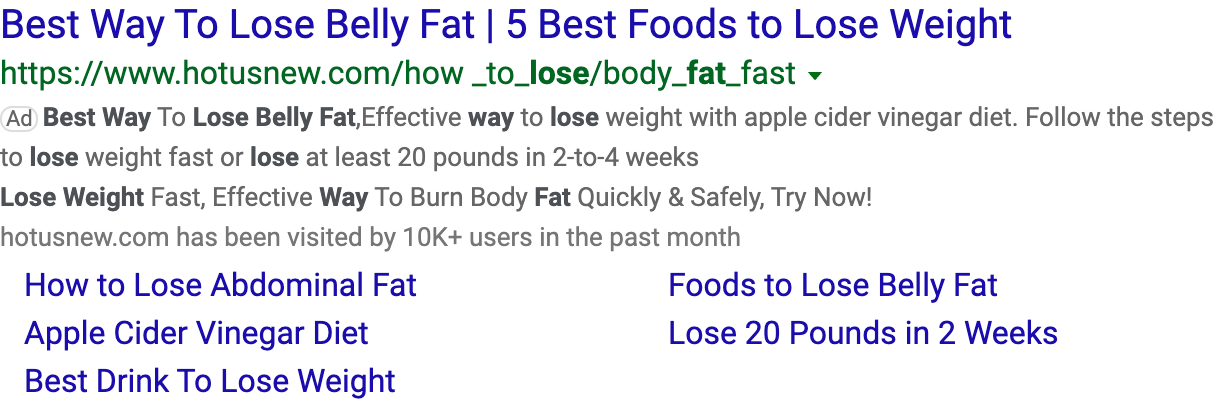 Best Way To Lose Belly Fat | 5 Best Foods to Lose Weight
https://www.hotusnew.com/how _to_lose/body_fat_fast
Ad Best Way To Lose Belly Fat,Effective way to lose weight with apple cider vinegar diet. Follow the steps
to lose weight fast or lose at least 20 pounds in 2-to-4 weeks
Lose Weight Fast, Effective Way To Burn Body Fat Quickly & Safely, Try Now!
hotusnew.com has been visited by 10K+ users in the past month
How to Lose Abdominal Fat
Foods to Lose Belly Fat
Apple Cider Vinegar Diet
Lose 20 Pounds in 2 Weeks
Best Drink To Lose Weight